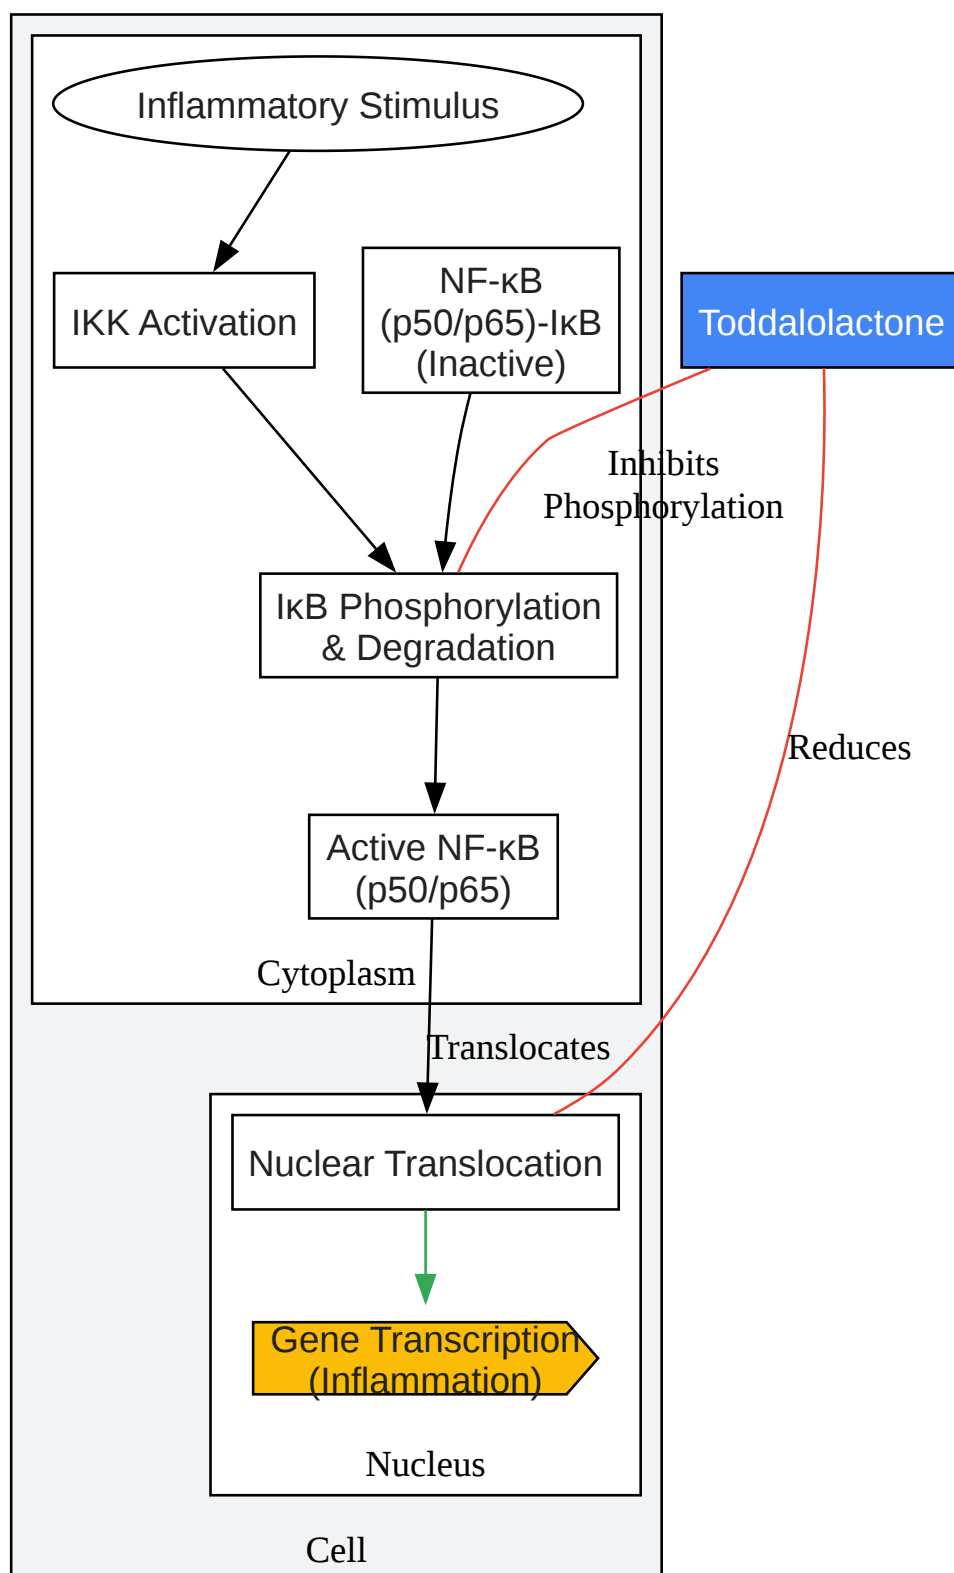 Inflammatory Stimulus
IKK Activation
NF-κB
(p50/p65)-IκB
(Inactive)
Toddalolactone
Inhibits
Phosphorylation
IκB Phosphorylation
& Degradation
Reduces
Active NF-κB
(p50/p65)
Cytoplasm
Translocates
Nuclear Translocation
Gene Transcription
(Inflammation)
Nucleus
Cell